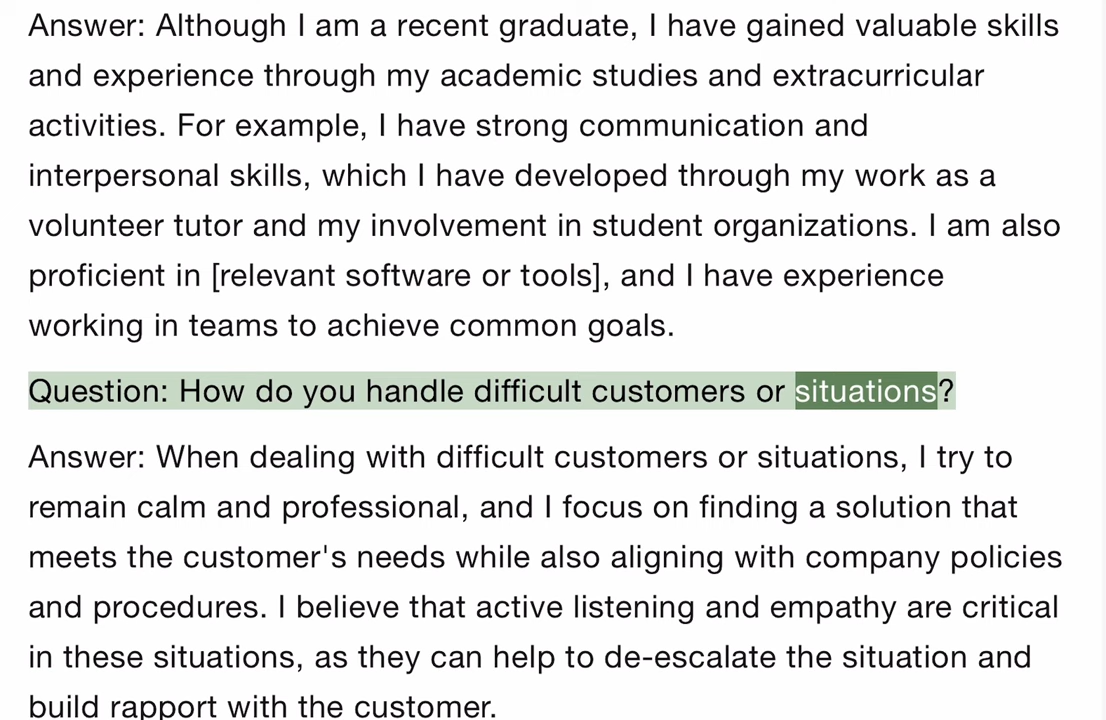 Answer: Although I am a recent graduate, I have gained valuable skills
and experience through my academic studies and extracurricular
activities. For example, I have strong communication and
interpersonal skills, which I have developed through my work as a
volunteer tutor and my involvement in student organizations. I am also
proficient in [relevant software or tools], and I have experience
working in teams to achieve common goals.
Question: How do you handle difficult customers or situations?
Answer: When dealing with difficult customers or situations, I try to
remain calm and professional, and I focus on finding a solution that
meets the customer's needs while also aligning with company policies
and procedures. I believe that active listening and empathy are critical
in these situations, as they can help to de-escalate the situation and
build rapport with the customer.